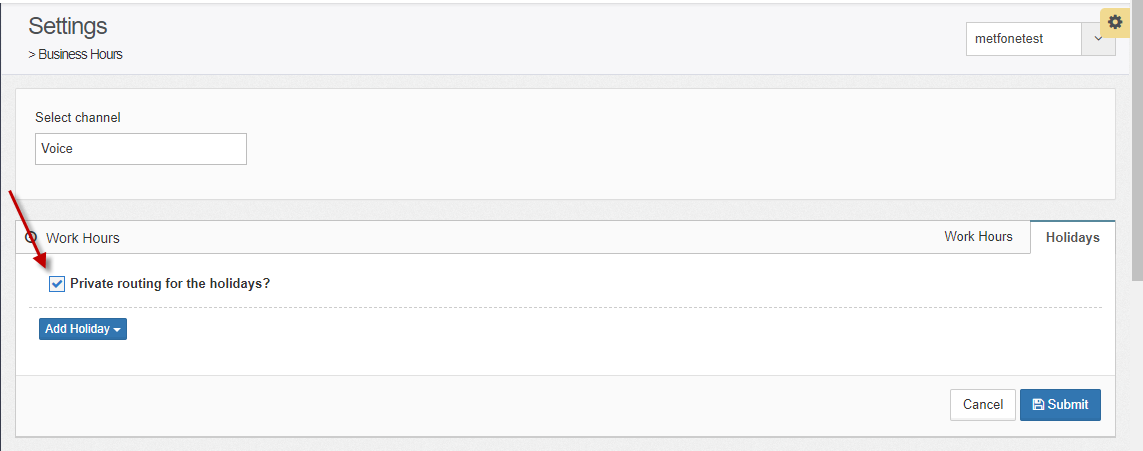 Settings
> Business Hours
metfonetest
Select channel
Voice
Work Hours
Work Hours
Holidays
Private routing for the holidays?
Add Holiday
Cancel
Submit